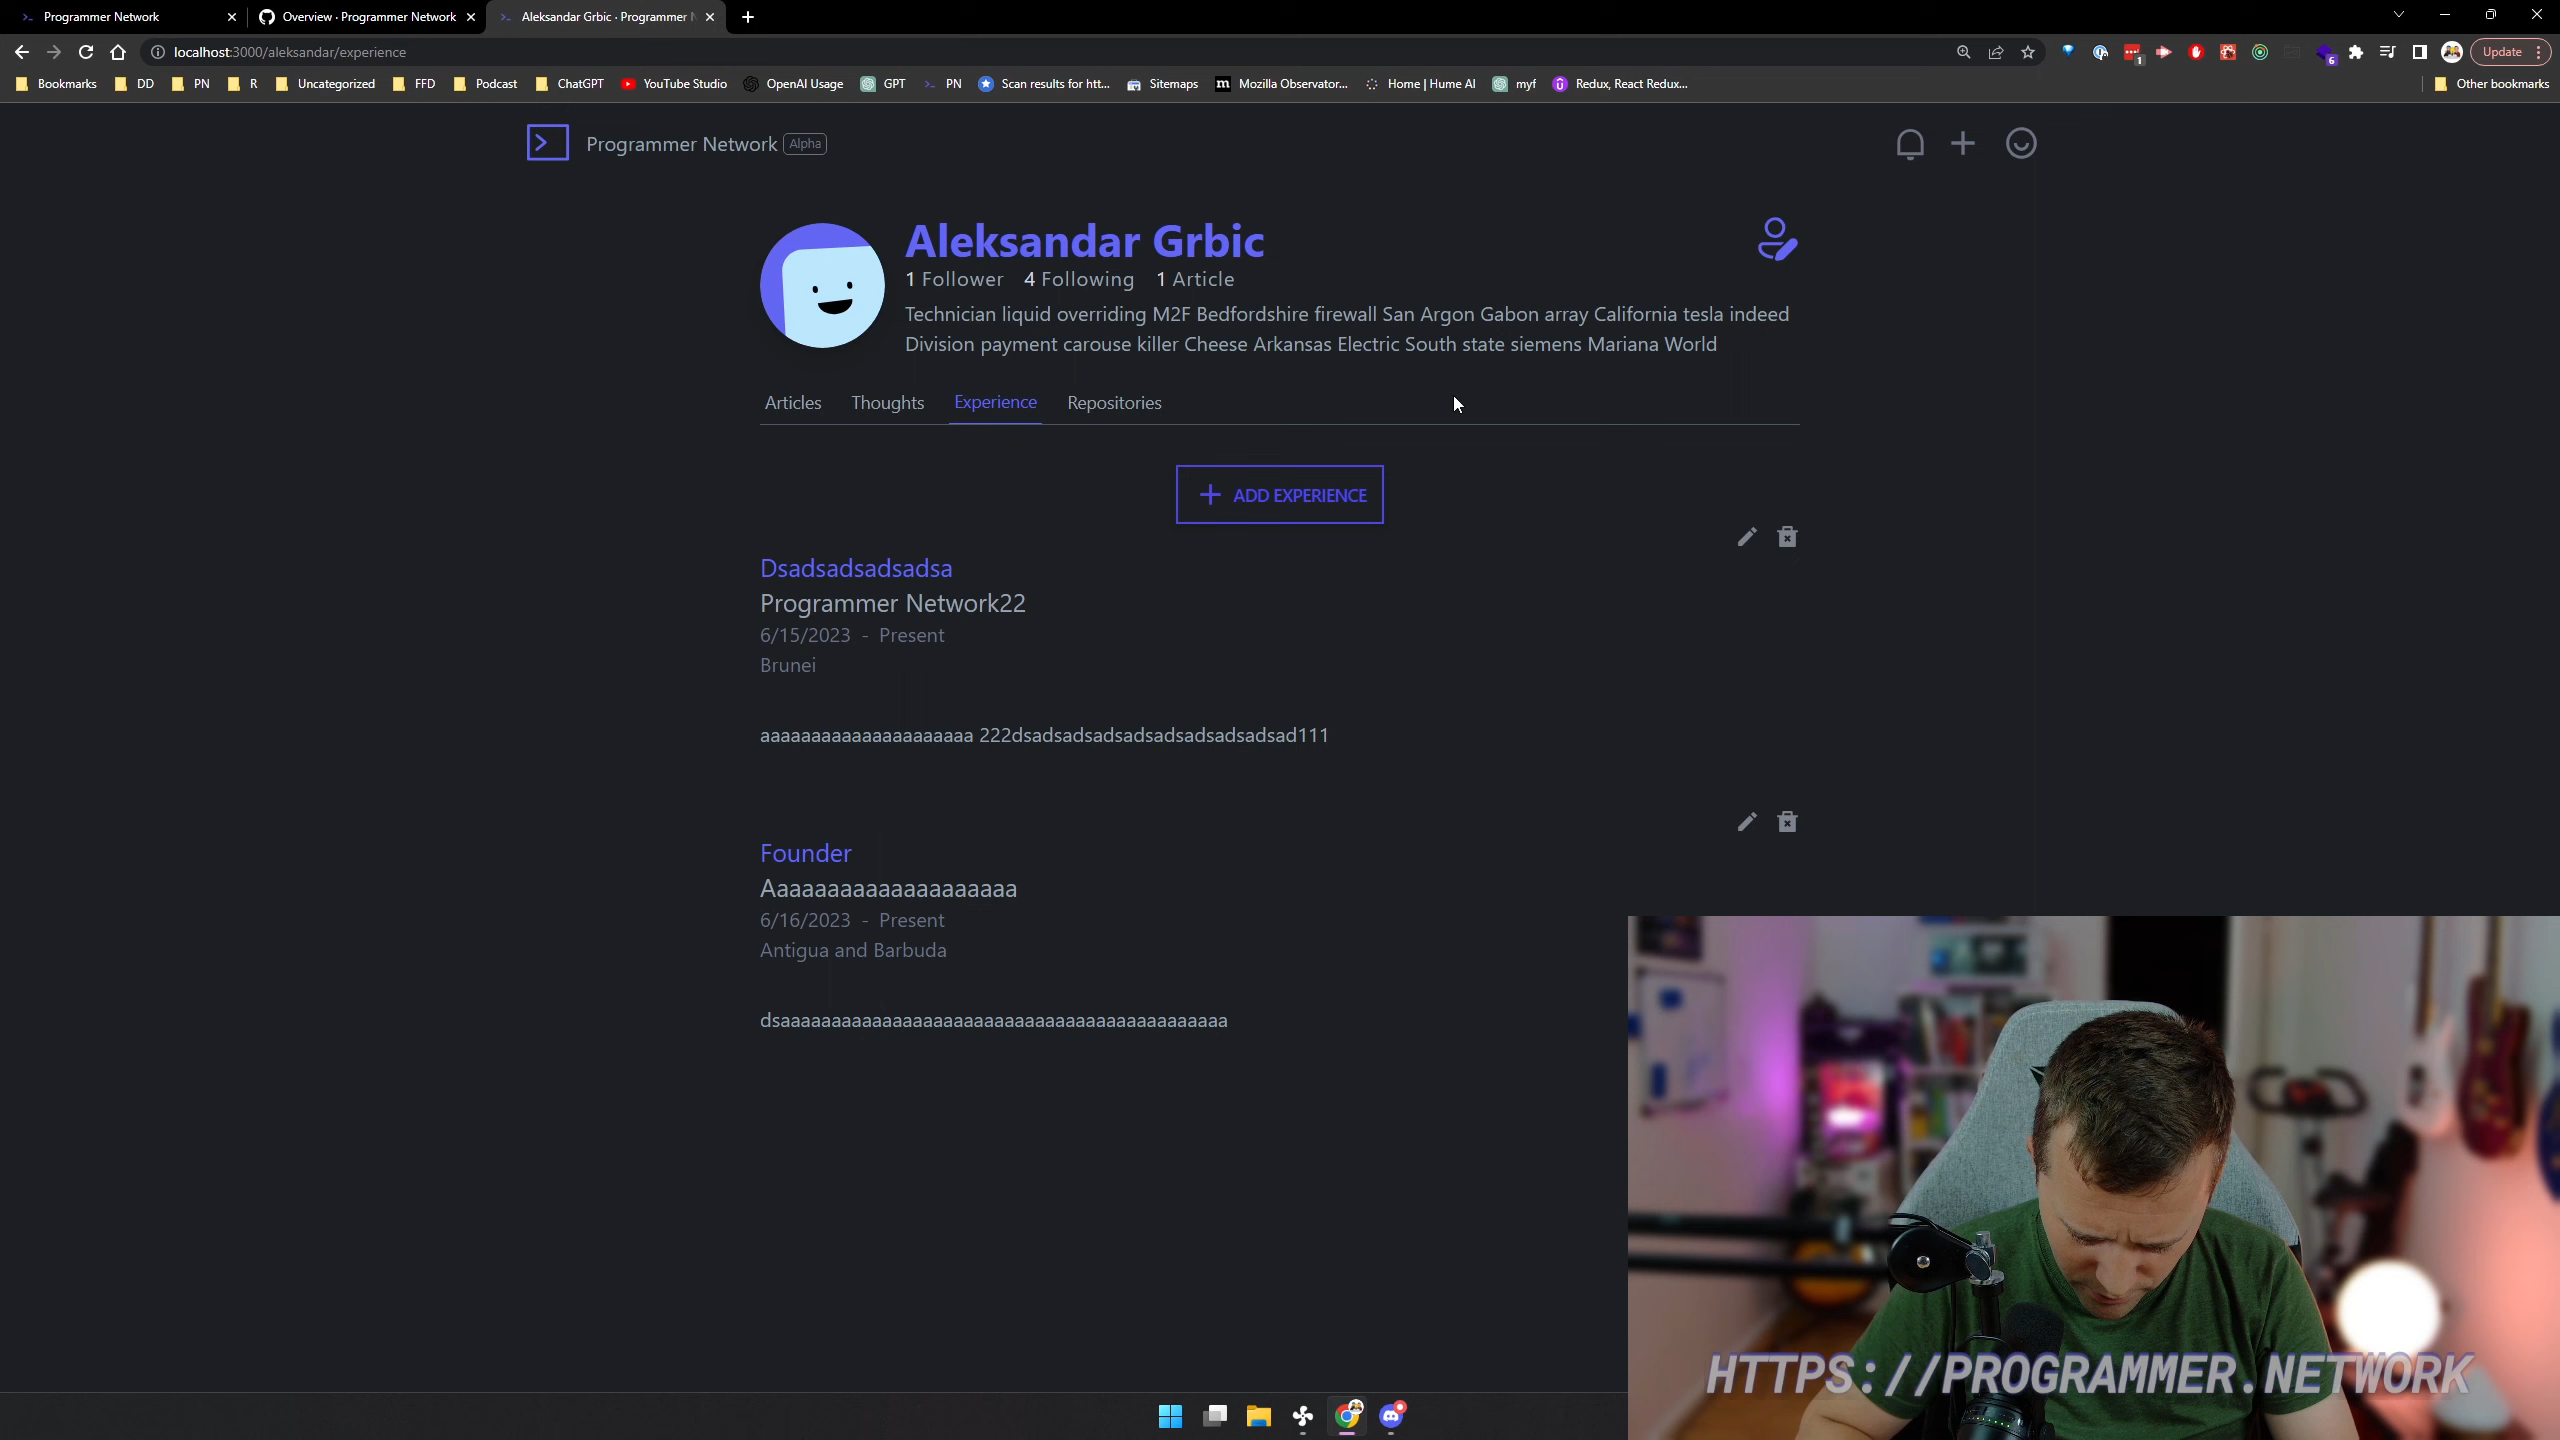 Programmer Network
Overview · Programmer Network
Aleksandar Grbic · Programmer N
localhost:3000/aleksandar/experience
Update
Bookmarks
DD
PN
R
Uncategorized
FFD
Podcast
ChatGPT
YouTube Studio
OpenAI Usage
GPT
PN
Scan results for htt...
Sitemaps
Mozilla Observator...
Home | Hume AI
myf
Redux, React Redux...
Other bookmarks
Programmer Network Alpha
Aleksandar Grbic
1 Follower 4 Following 1 Article
Technician liquid overriding M2F Bedfordshire firewall San Argon Gabon array California tesla indeed
Division payment carouse killer Cheese Arkansas Electric South state siemens Mariana World
Articles Thoughts Experience Repositories
ADD EXPERIENCE
Dsadsadsadsadsa
Programmer Network22
6/15/2023 - Present
Brunei
aaaaaaaaaaaaaaaaaaaaa 222dsadsadsadsadsadsadsadsadsad111
Founder
Aaaaaaaaaaaaaaaaaaaa
6/16/2023 - Present
Antigua and Barbuda
dsaaaaaaaaaaaaaaaaaaaaaaaaaaaaaaaaaaaaaaaaaaaa
HTTPS://PROGRAMMER.NETWORK